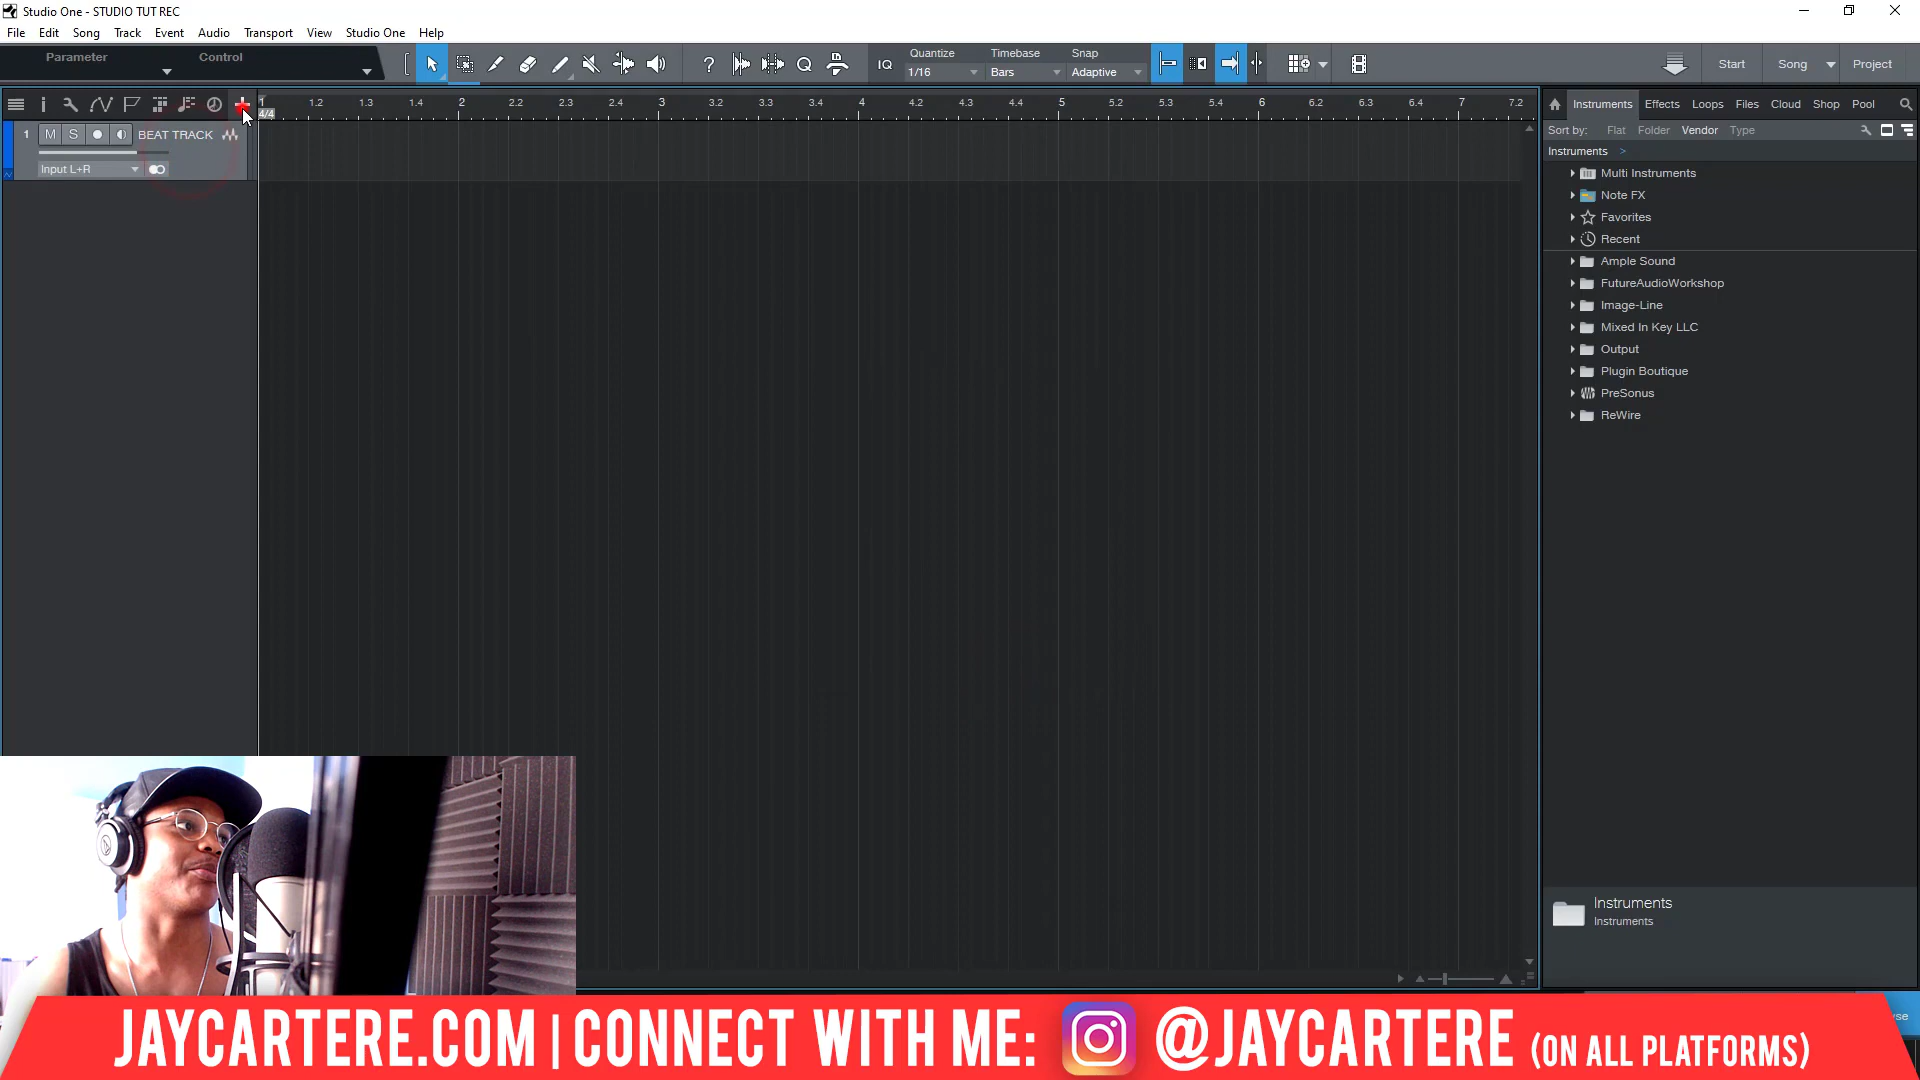 Studio One - STUDIO TUT REC
File Edit Song Track Event Audio Transport View Studio One Help
Parameter Control
IQ Quantize 1/16 Timebase Bars Snap Adaptive
Start Song Project
1 1.2 1.3 1.4 2 2.2 2.3 2.4 3 3.2 3.3 3.4 4 4.2 4.3 4.4 5 5.2 5.3 5.4 6 6.2 6.3 6.4 7 7.2
4/4
1 M S BEAT TRACK
Input L+R
Instruments Effects Loops Files Cloud Shop Pool
Sort by: Flat Folder Vendor Type
Instruments >
Multi Instruments
Note FX
Favorites
Recent
Ample Sound
FutureAudioWorkshop
Image-Line
Mixed In Key LLC
Output
Plugin Boutique
PreSonus
ReWire
Instruments
Instruments
JAYCARTERE.COM | CONNECT WITH ME: @JAYCARTERE (ON ALL PLATFORMS)